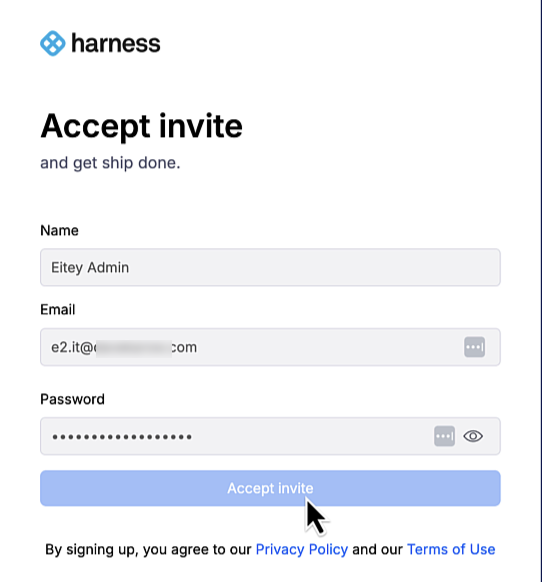 harness
Accept invite
and get ship done.
Name
Eitey Admin
Email
e2.it@ .com
Password
••••••••••••••••••
Accept invite
By signing up, you agree to our Privacy Policy and our Terms of Use